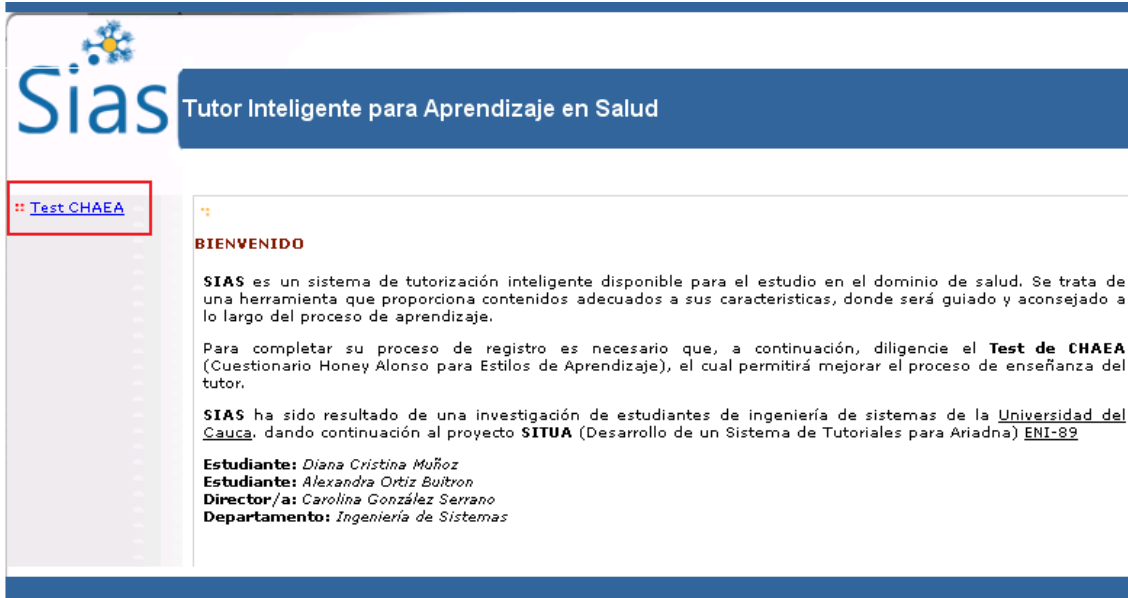 Sias
Tutor Inteligente para Aprendizaje en Salud
Test CHAEA
BIENVENIDO
SIAS es un sistema de tutorización inteligente disponible para el estudio en el dominio de salud. Se trata de
una herramienta que proporciona contenidos adecuados a sus caracteristicas, donde será guiado y aconsejado a
lo largo del proceso de aprendizaje.
Para completar su proceso de registro es necesario que, a continuación, diligencie el Test de CHAEA
(Cuestionario Honey Alonso para Estilos de Aprendizaje), el cual permitirá mejorar el proceso de enseñanza del
tutor.
SIAS ha sido resultado de una investigación de estudiantes de ingeniería de sistemas de la Universidad del
Cauca. dando continuación al proyecto SITUA (Desarrollo de un Sistema de Tutoriales para Ariadna) ENI-89
Estudiante: Diana Cristina Muñoz
Estudiante: Alexandra Ortiz Buitron
Director/a: Carolina González Serrano
Departamento: Ingeniería de Sistemas